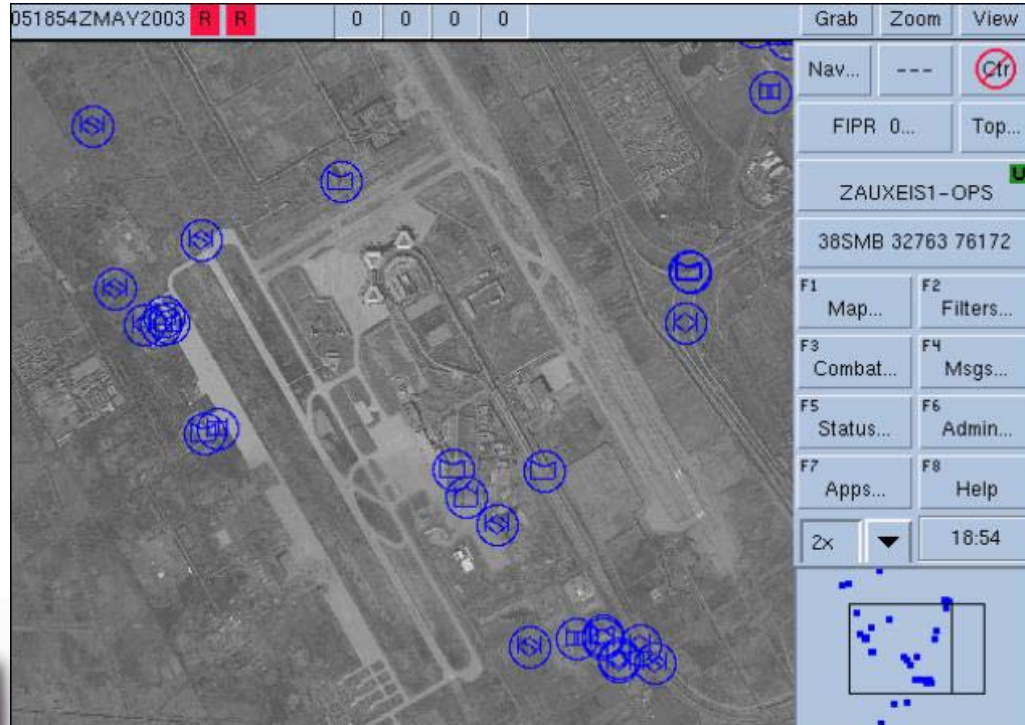 051854ZMAY2003 R R 0 0 0 0 Grab Zoom View
Nav... --- Ctr
FIPR 0... Top...
U
ZAUXEIS1-OPS
38SMB 32763 76172
F1 Map... F2 Filters...
F3 Combat... F4 Msgs...
F5 Status... F6 Admin...
F7 Apps... F8 Help
2x 18:54